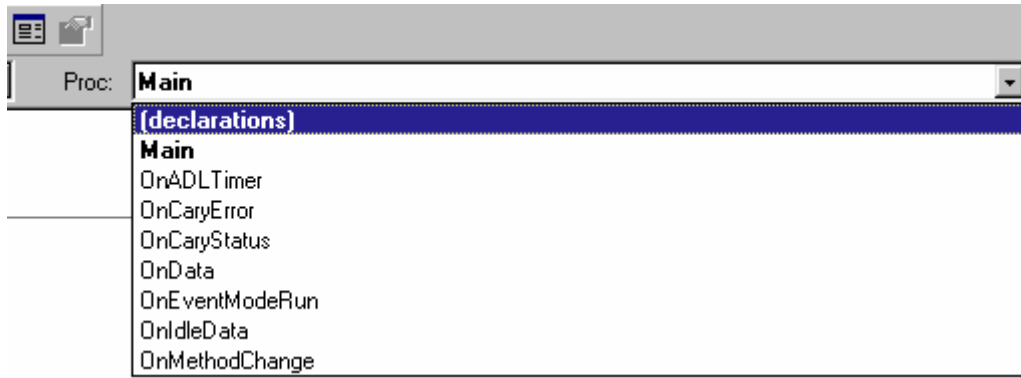 Proc: Main
(declarations)
Main
OnADLTimer
OnCaryError
OnCaryStatus
OnData
OnEventModeRun
OnIdleData
OnMethodChange